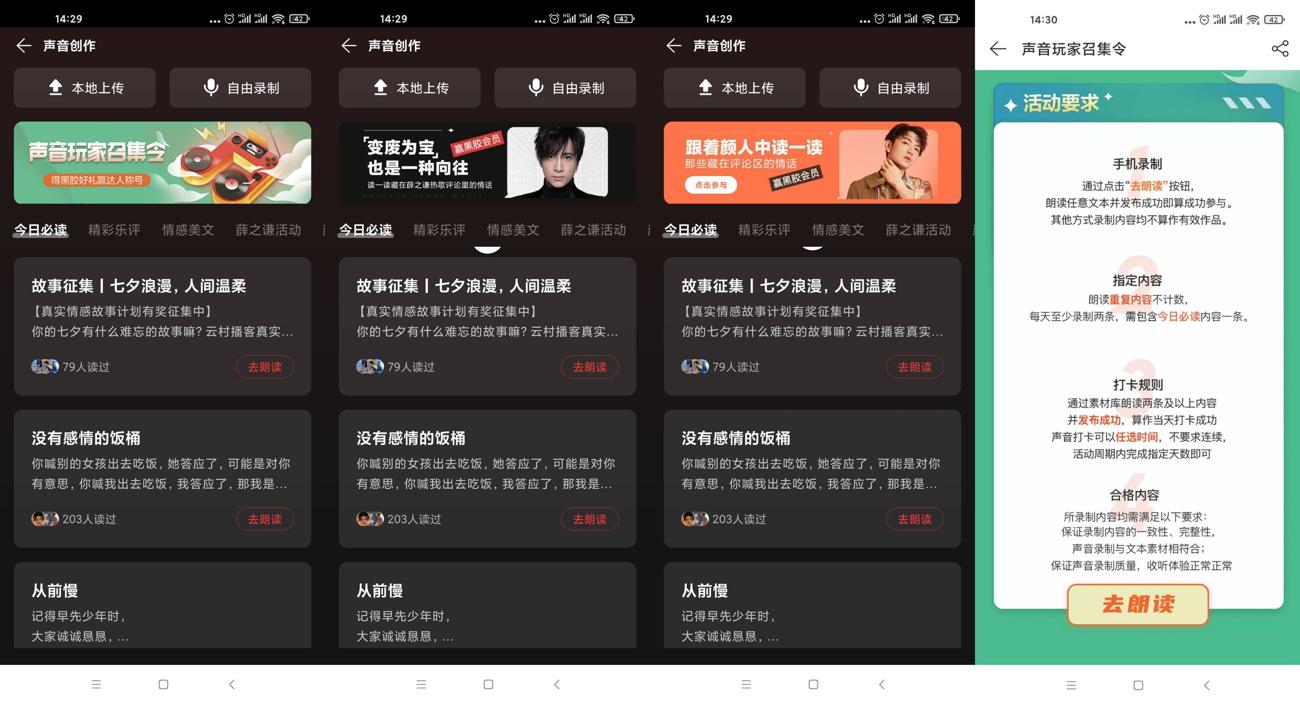 14:29
HD HD 42
声音创作
本地上传
自由录制
声音玩家召集令
得黑胶好礼赢达人称号
今日必读 精彩乐评 情感美文 薛之谦活动
故事征集丨七夕浪漫，人间温柔
【真实情感故事计划有奖征集中】
你的七夕有什么难忘的故事嘛？云村播客真实...
79人读过
去朗读
没有感情的饭桶
你喊别的女孩出去吃饭，她答应了，可能是对你
有意思，你喊我出去吃饭，我答应了，那我是...
203人读过
去朗读
从前慢
记得早先少年时，
大家诚诚恳恳，...
14:29
HD HD 42
声音创作
本地上传
自由录制
「变废为宝」
也是一种向往
赢黑胶会员
读一读藏在薛之谦热歌评论里的情话
今日必读 精彩乐评 情感美文 薛之谦活动
故事征集丨七夕浪漫，人间温柔
【真实情感故事计划有奖征集中】
你的七夕有什么难忘的故事嘛？云村播客真实...
79人读过
去朗读
没有感情的饭桶
你喊别的女孩出去吃饭，她答应了，可能是对你
有意思，你喊我出去吃饭，我答应了，那我是...
203人读过
去朗读
从前慢
记得早先少年时，
大家诚诚恳恳，...
14:29
HD HD 42
声音创作
本地上传
自由录制
跟着颜人中读一读
那些藏在评论区的情话
点击参与
赢黑胶会员
今日必读 精彩乐评 情感美文 薛之谦活动
故事征集丨七夕浪漫，人间温柔
【真实情感故事计划有奖征集中】
你的七夕有什么难忘的故事嘛？云村播客真实...
79人读过
去朗读
没有感情的饭桶
你喊别的女孩出去吃饭，她答应了，可能是对你
有意思，你喊我出去吃饭，我答应了，那我是...
203人读过
去朗读
从前慢
记得早先少年时，
大家诚诚恳恳，...
14:30
HD HD 42
声音玩家召集令
活动要求
1
手机录制
通过点击“去朗读”按钮，
朗读任意文本并发布成功即算成功参与。
其他方式录制内容均不算作有效作品。
2
指定内容
朗读重复内容不计数，
每天至少录制两条，需包含今日必读内容一条。
3
打卡规则
通过素材库朗读两条及以上内容
并发布成功，算作当天打卡成功
声音打卡可以任选时间，不要求连续，
活动周期内完成指定天数即可
4
合格内容
所录制内容均需满足以下要求：
保证录制内容的一致性、完整性，
声音录制与文本素材相符合；
保证声音录制质量，收听体验正常正常
去朗读